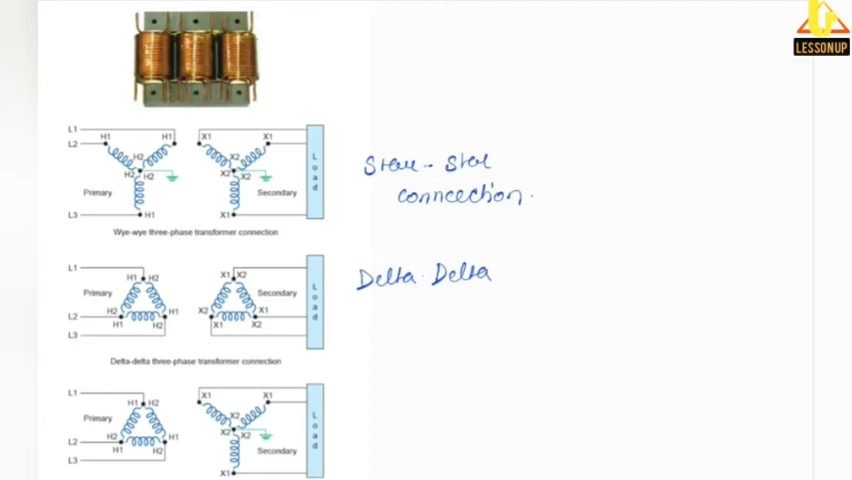 LESSONUP
L1
H1 H1 X1 X1
L2
H2 X2
H2 H2 X2 X2
Primary Secondary
L3 H1 X1
Load
Wye-wye three-phase transformer connection
connection.
L1 X1 X2
H1 H2
Primary Secondary
H2 H1 X2 X1
L2
H1 H2 X1 X2
L3
Load
Delta-delta three-phase transformer connection
Delta. Delta
L1 X1 X1
H1 H2
Primary X2
H2 H1 X2 X2
L2
H1 H2 Secondary
L3
X1
Load